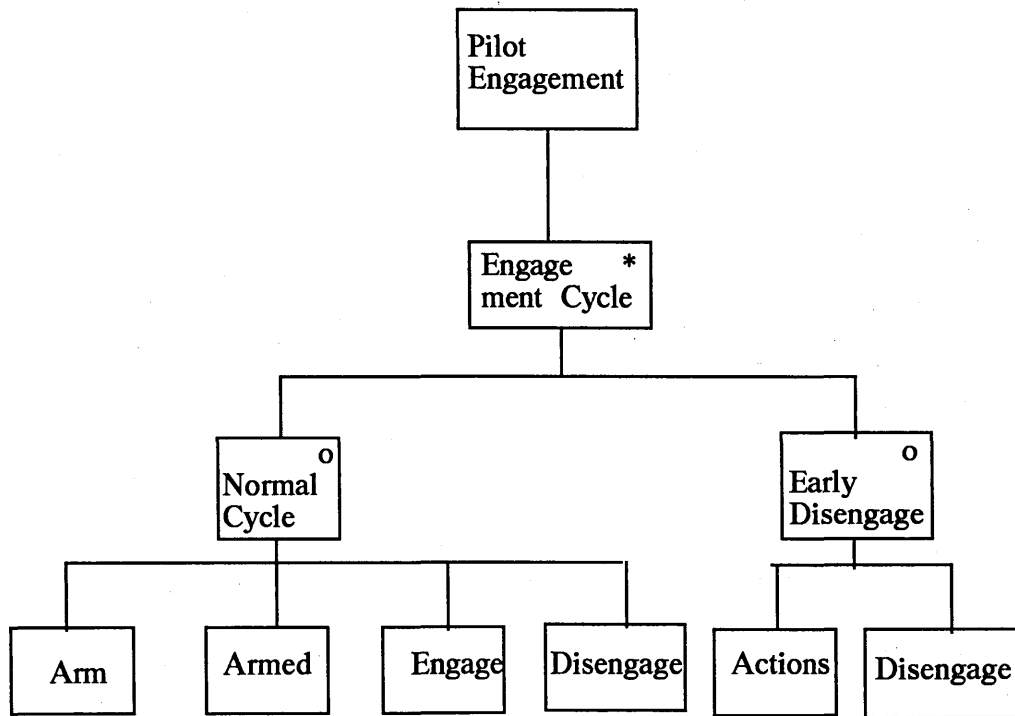 Pilot
Engagement
Engage *
ment Cycle
o
Normal
Cycle
o
Early
Disengage
Arm
Armed
Engage
Disengage
Actions
Disengage